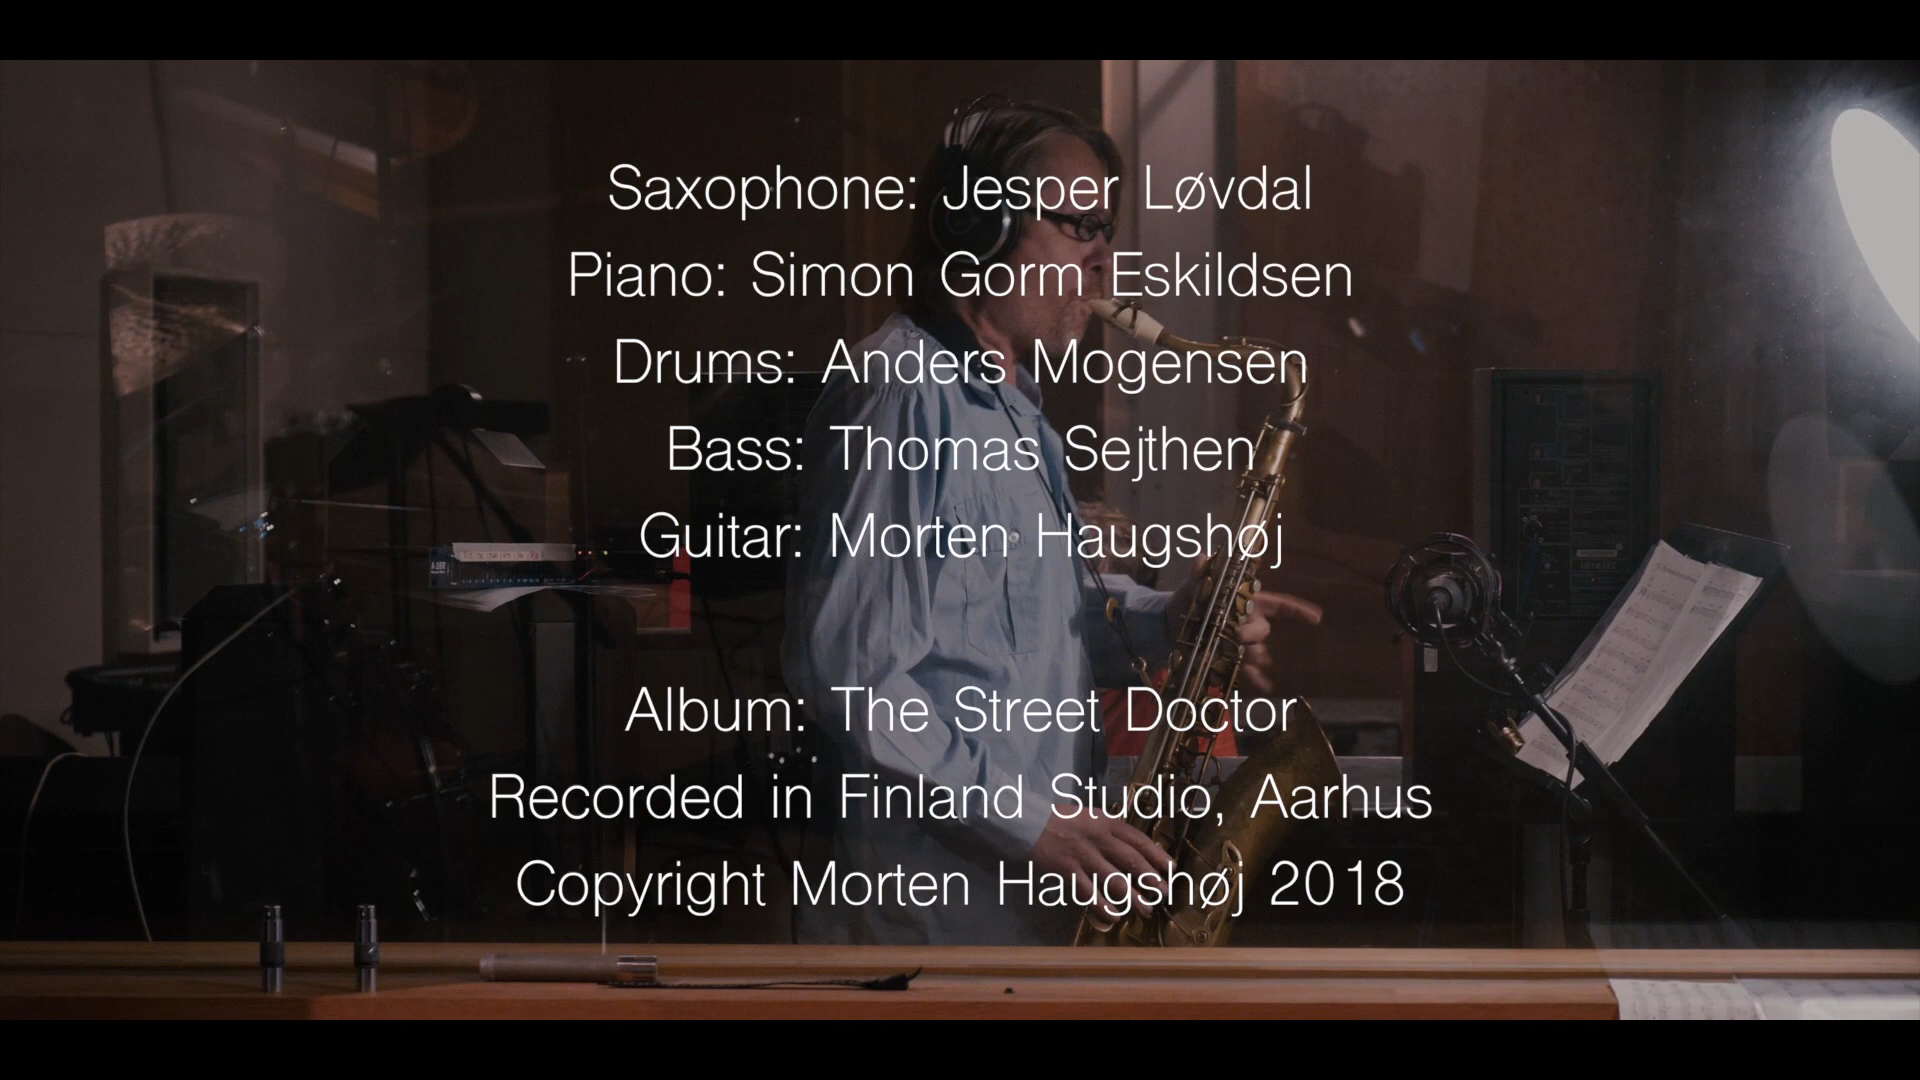 Saxophone: Jesper Løvdal
Piano: Simon Gorm Eskildsen
Drums: Anders Mogensen
Bass: Thomas Sejthen
Guitar: Morten Haugshøj
Album: The Street Doctor
Recorded in Finland Studio, Aarhus
Copyright Morten Haugshøj 2018
GENELEC